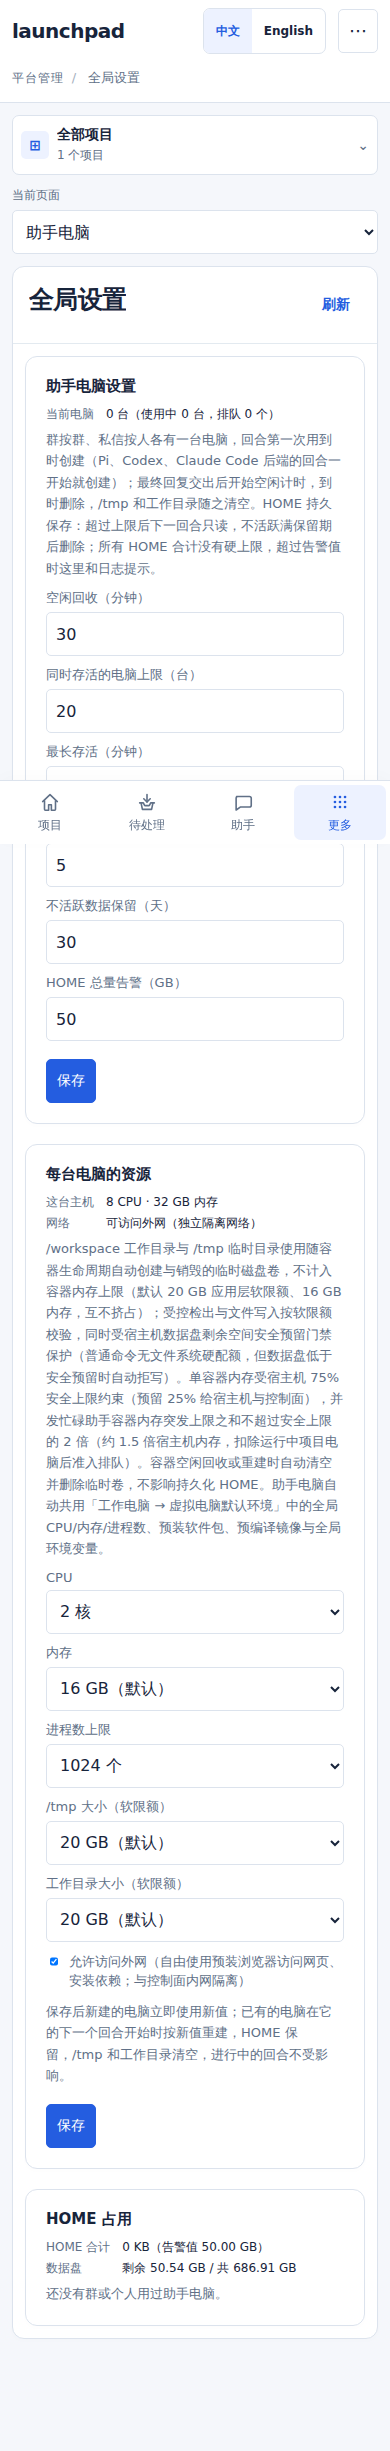 launchpad
中文
English
···
平台管理 / 全局设置
全部项目
1 个项目
当前页面
助手电脑
全局设置
刷新
助手电脑设置
当前电脑 0 台（使用中 0 台，排队 0 个）
群按群、私信按人各有一台电脑，回合第一次用到
时创建（Pi、Codex、Claude Code 后端的回合一
开始就创建）；最终回复交出后开始空闲计时，到
时删除，/tmp 和工作目录随之清空。HOME 持久
保存：超过上限后下一回合只读，不活跃满保留期
后删除；所有 HOME 合计没有硬上限，超过告警值
时这里和日志提示。
空闲回收（分钟）
30
同时存活的电脑上限（台）
20
最长存活（分钟）
项目
待处理
助手
更多
5
不活跃数据保留（天）
30
HOME 总量告警（GB）
50
保存
每台电脑的资源
这台主机 8 CPU · 32 GB 内存
网络 可访问外网（独立隔离网络）
/workspace 工作目录与 /tmp 临时目录使用随容
器生命周期自动创建与销毁的临时磁盘卷，不计入
容器内存上限（默认 20 GB 应用层软限额、16 GB
内存，互不挤占）；受控检出与文件写入按软限额
校验，同时受宿主机数据盘剩余空间安全预留门禁
保护（普通命令无文件系统硬配额，但数据盘低于
安全预留时自动拒写）。单容器内存受宿主机 75%
安全上限约束（预留 25% 给宿主机与控制面），并
发忙碌助手容器内存突发上限之和不超过安全上限
的 2 倍（约 1.5 倍宿主机内存，扣除运行中项目电
脑后准入排队）。容器空闲回收或重建时自动清空
并删除临时卷，不影响持久化 HOME。助手电脑自
动共用「工作电脑 → 虚拟电脑默认环境」中的全局
CPU/内存/进程数、预装软件包、预编译镜像与全局
环境变量。
CPU
2 核
内存
16 GB（默认）
进程数上限
1024 个
/tmp 大小（软限额）
20 GB（默认）
工作目录大小（软限额）
20 GB（默认）
允许访问外网（自由使用预装浏览器访问网页、
安装依赖；与控制面内网隔离）
保存后新建的电脑立即使用新值；已有的电脑在它
的下一个回合开始时按新值重建，HOME 保
留，/tmp 和工作目录清空，进行中的回合不受影
响。
保存
HOME 占用
HOME 合计 0 KB（告警值 50.00 GB）
数据盘 剩余 50.54 GB / 共 686.91 GB
还没有群或个人用过助手电脑。